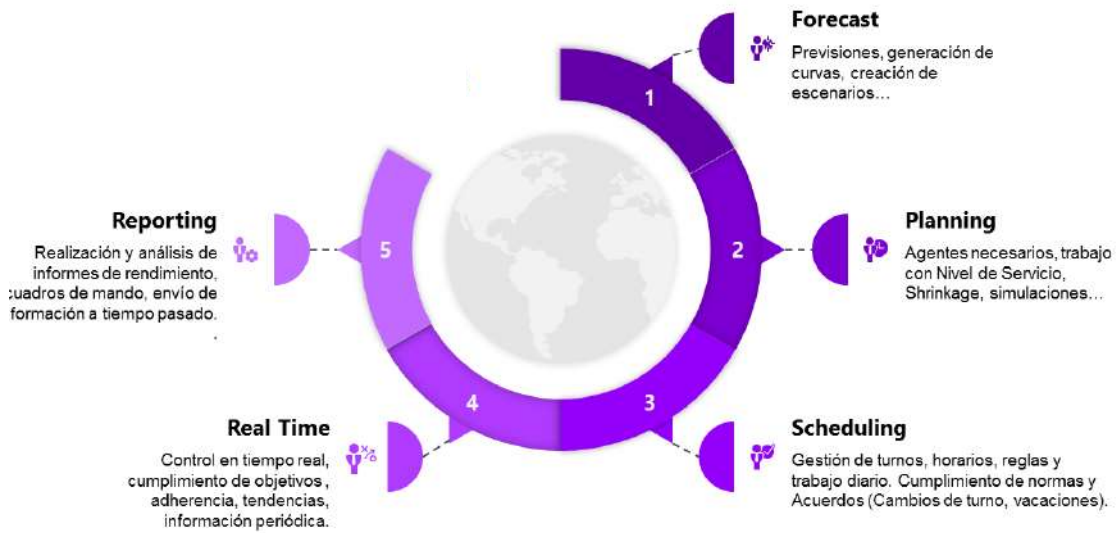 Forecast
Previsiones, generación de
curvas, creación de
escenarios...
1
2
Planning
Agentes necesarios, trabajo
con Nivel de Servicio,
Shrinkage, simulaciones...
3
Scheduling
Gestión de turnos, horarios, reglas y
trabajo diario. Cumplimiento de normas y
Acuerdos (Cambios de turno, vacaciones).
4
Real Time
Control en tiempo real,
cumplimiento de objetivos ,
adherencia, tendencias,
información periódica.
5
Reporting
Realización y análisis de
informes de rendimiento,
cuadros de mando, envío de
formación a tiempo pasado.
.